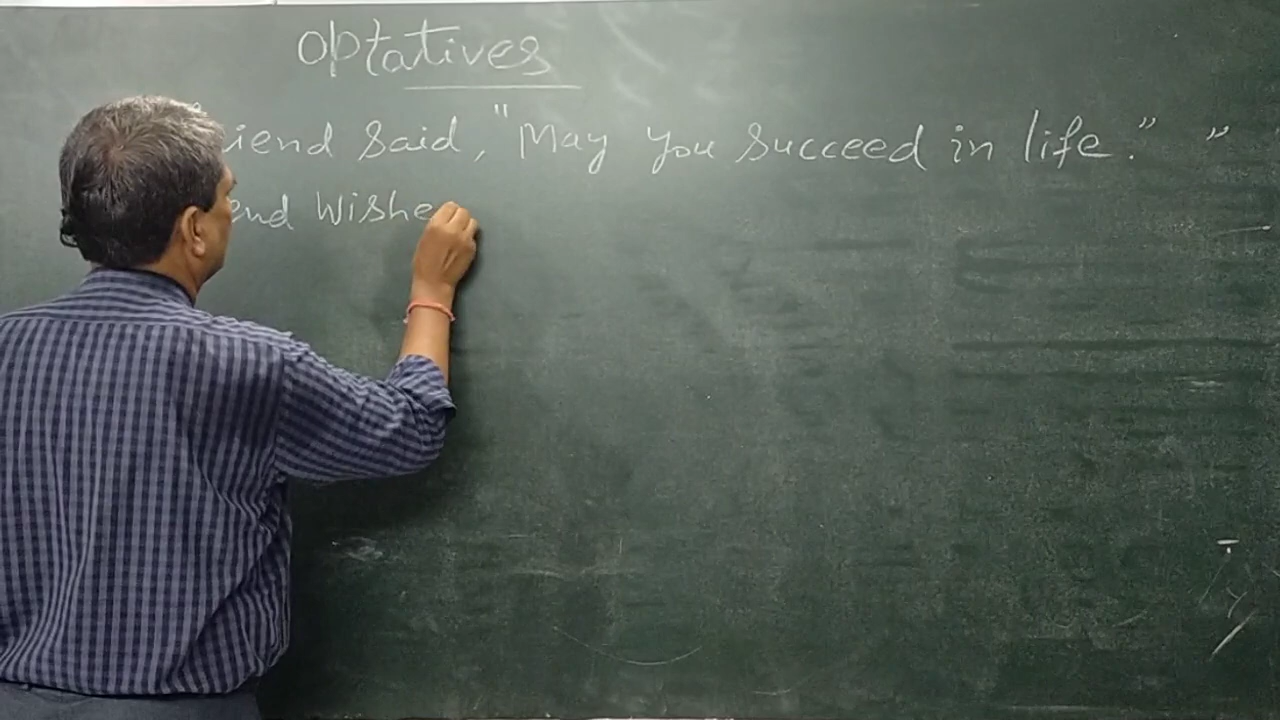 Optatives
iend said, "May you succeed in life." "
end wishe